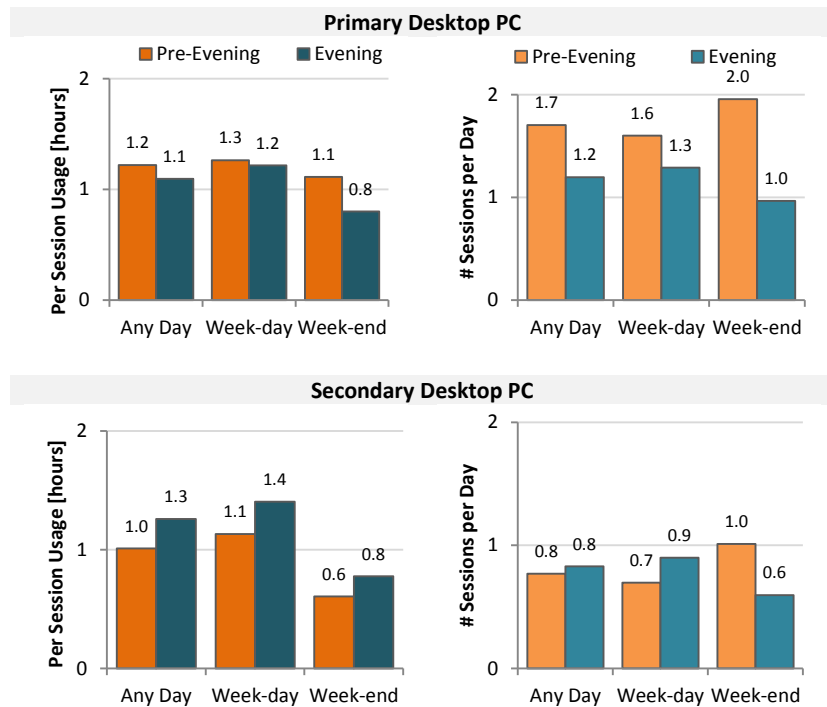 Primary Desktop PC
Pre-Evening Evening
Per Session Usage [hours]
2
1
0
1.2 1.1 1.3 1.2 1.1 0.8
Any Day Week-day Week-end
Pre-Evening Evening
# Sessions per Day
2
1
0
1.7 1.2 1.6 1.3 2.0 1.0
Any Day Week-day Week-end
Secondary Desktop PC
Per Session Usage [hours]
2
1
0
1.0 1.3 1.1 1.4 0.6 0.8
Any Day Week-day Week-end
# Sessions per Day
2
1
0
0.8 0.8 0.7 0.9 1.0 0.6
Any Day Week-day Week-end